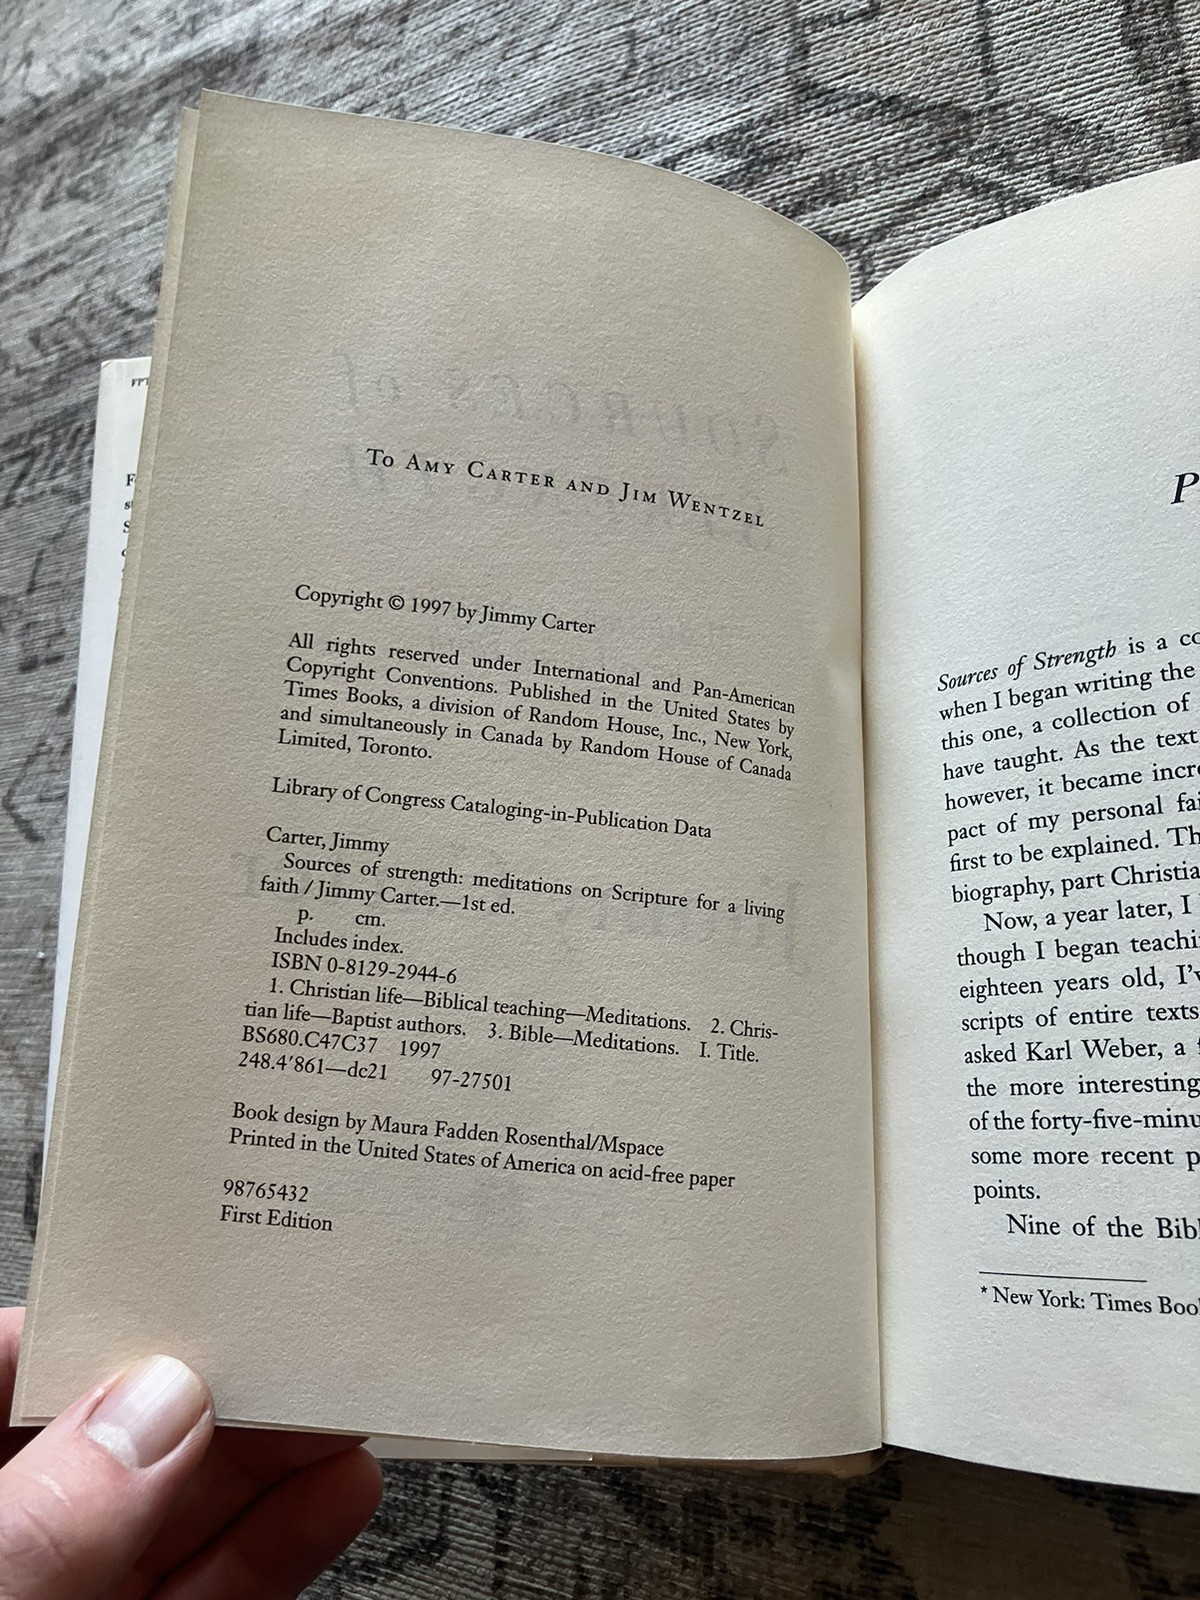 To Amy Carter and Jim Wentzel
Copyright © 1997 by Jimmy Carter
All rights reserved under International and Pan-American
Copyright Conventions. Published in the United States by
Times Books, a division of Random House, Inc., New York,
and simultaneously in Canada by Random House of Canada
Limited, Toronto.
Library of Congress Cataloging-in-Publication Data
Carter, Jimmy
Sources of strength: meditations on Scripture for a living
faith / Jimmy Carter.—1st ed.
p. cm.
Includes index.
ISBN 0-8129-2944-6
1. Christian life—Biblical teaching—Meditations. 2. Chris-
tian life—Baptist authors. 3. Bible—Meditations. I. Title.
BS680.C47C37 1997
248.4'861—dc21 97-27501
Book design by Maura Fadden Rosenthal/Mspace
Printed in the United States of America on acid-free paper
98765432
First Edition
P
Sources of Strength is a co
when I began writing the
this one, a collection of
have taught. As the text
however, it became incre
pact of my personal fai
first to be explained. Th
biography, part Christia
Now, a year later, I
though I began teachi
eighteen years old, I'v
scripts of entire texts
asked Karl Weber, a f
the more interesting
of the forty-five-minu
some more recent p
points.
Nine of the Bibl
* New York: Times Boo